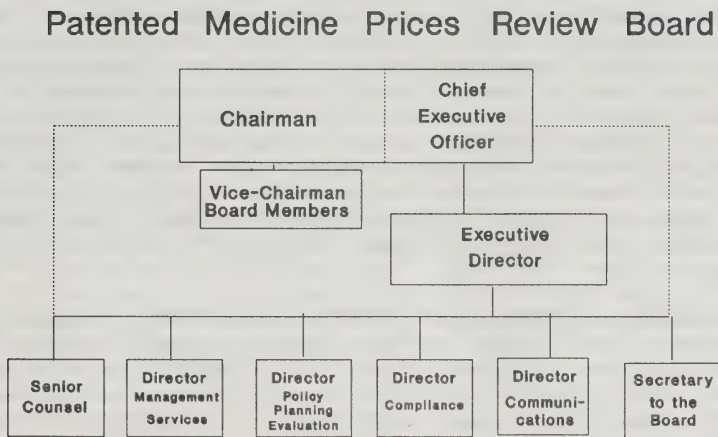 Patented Medicine Prices Review Board
Chairman
Chief
Executive
Officer
Vice-Chairman
Board Members
Executive
Director
Senior
Counsel
Director
Management
Services
Director
Policy
Planning
Evaluation
Director
Compliance
Director
Communi-
cations
Secretary
to the
Board